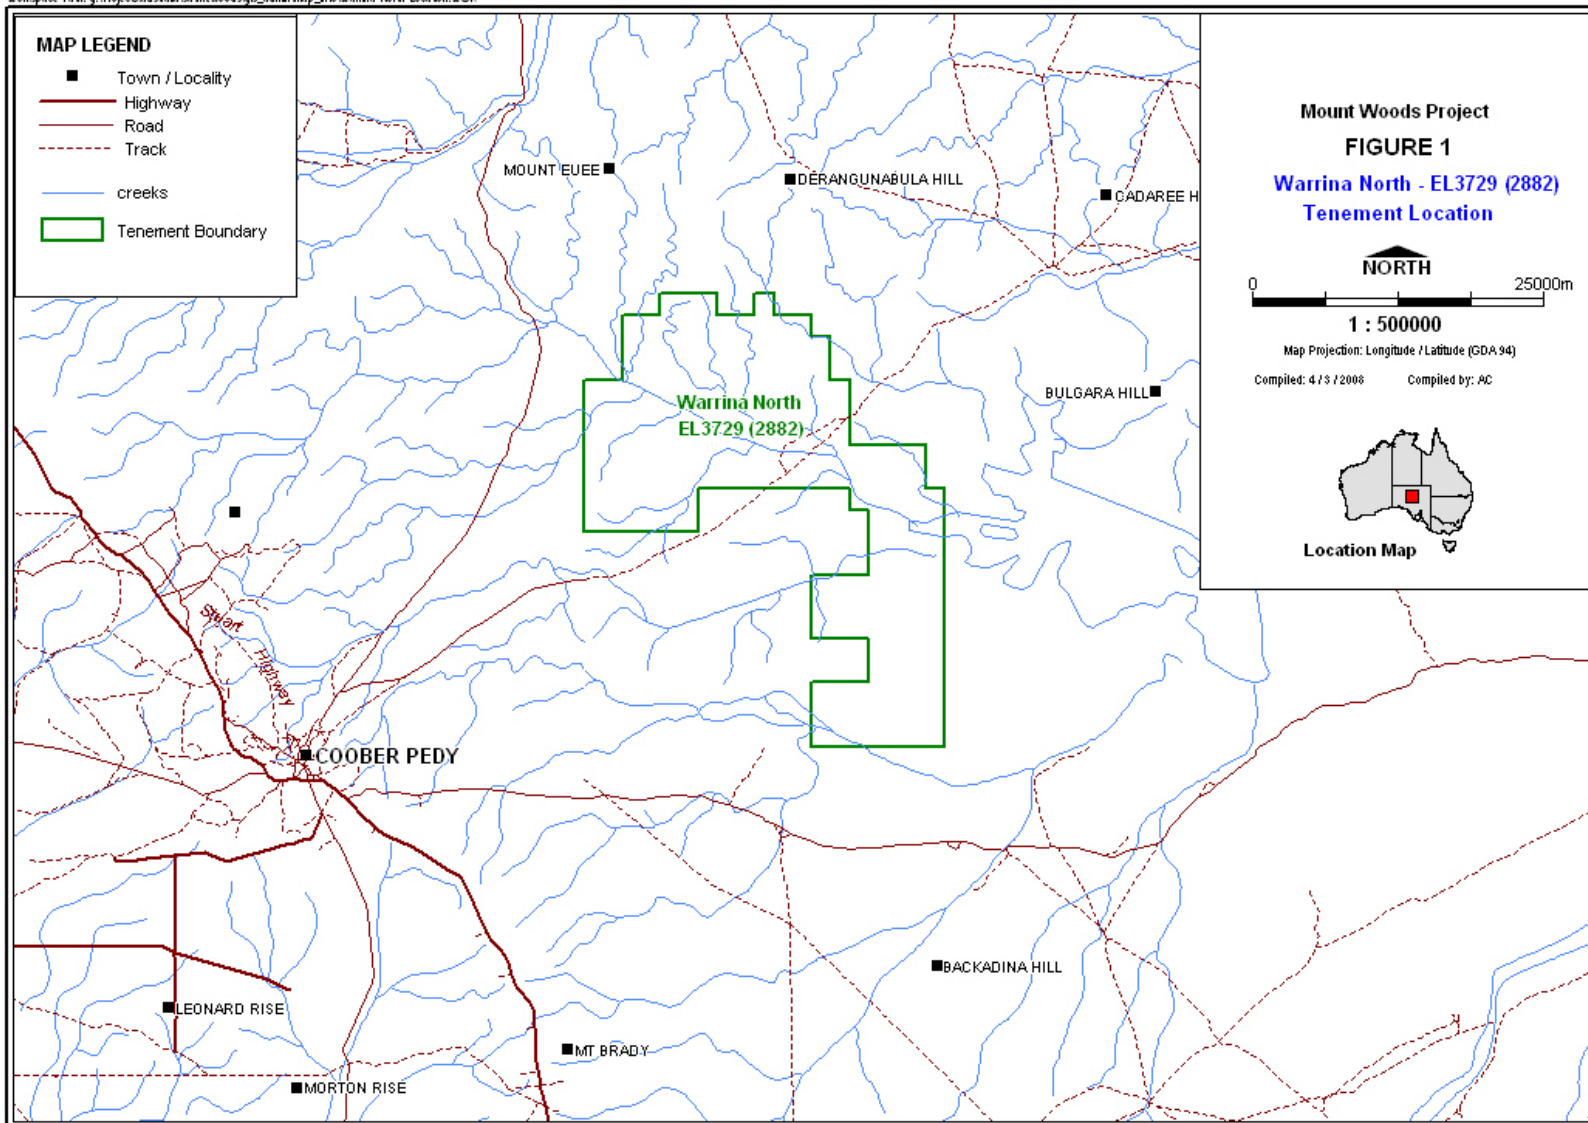 MAP LEGEND
Town / Locality
Highway
Road
Track
creeks
Tenement Boundary
MOUNT EUEE
DERANGUNABULA HILL
CADAREE H
Mount Woods Project
FIGURE 1
Warrina North - EL3729 (2882)
Tenement Location
NORTH
0 25000m
1 : 500000
Map Projection: Longitude / Latitude (GDA 94)
Compiled: 4 / 3 / 2008 Compiled by: AC
Location Map
BULGARA HILL
Warrina North
EL3729 (2882)
Stuart
Highway
COOBER PEDY
LEONARD RISE
MORTON RISE
MT BRADY
BACKADINA HILL